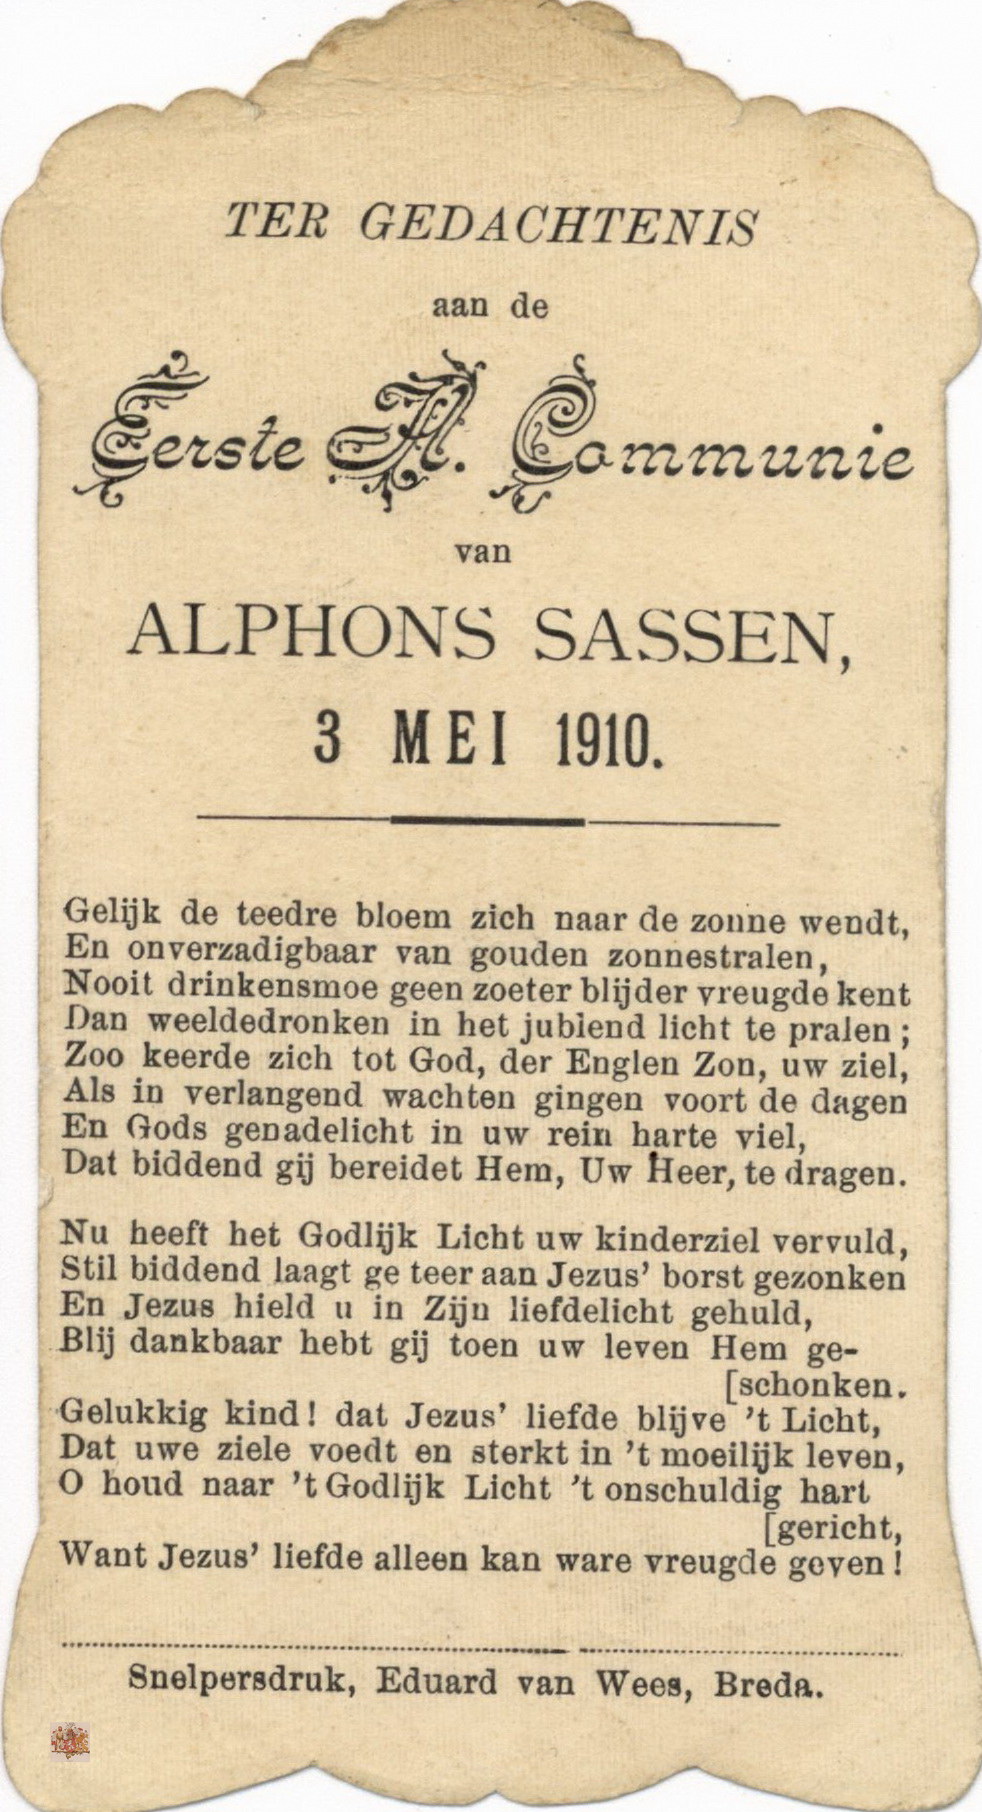 TER GEDACHTENIS
aan de
Eerste H. Communie
van
ALPHONS SASSEN,
3 MEI 1910.
Gelijk de teedre bloem zich naar de zonne wendt,
En onverzadigbaar van gouden zonnestralen,
Nooit drinkensmoe geen zoeter blijder vreugde kent
Dan weeldedronken in het jublend licht te pralen;
Zoo keerde zich tot God, der Englen Zon, uw ziel,
Als in verlangend wachten gingen voort de dagen
En Gods genadelicht in uw rein harte viel,
Dat biddend gij bereidet Hem, Uw Heer, te dragen.
Nu heeft het Godlijk Licht uw kinderziel vervuld,
Stil biddend laagt ge teer aan Jezus' borst gezonken
En Jezus hield u in Zijn liefdelicht gehuld,
Blij dankbaar hebt gij toen uw leven Hem ge-
[schonken.
Gelukkig kind! dat Jezus' liefde blijve 't Licht,
Dat uwe ziele voedt en sterkt in 't moeilijk leven,
O houd naar 't Godlijk Licht 't onschuldig hart
[gericht,
Want Jezus' liefde alleen kan ware vreugde geven!
Snelpersdruk, Eduard van Wees, Breda.